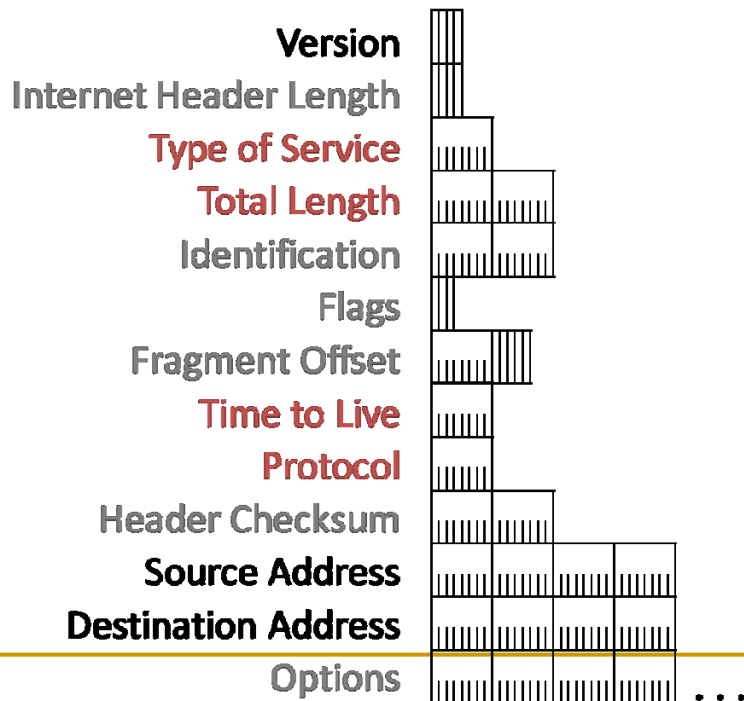 Version
Internet Header Length
Type of Service
Total Length
Identification
Flags
Fragment Offset
Time to Live
Protocol
Header Checksum
Source Address
Destination Address
Options ...